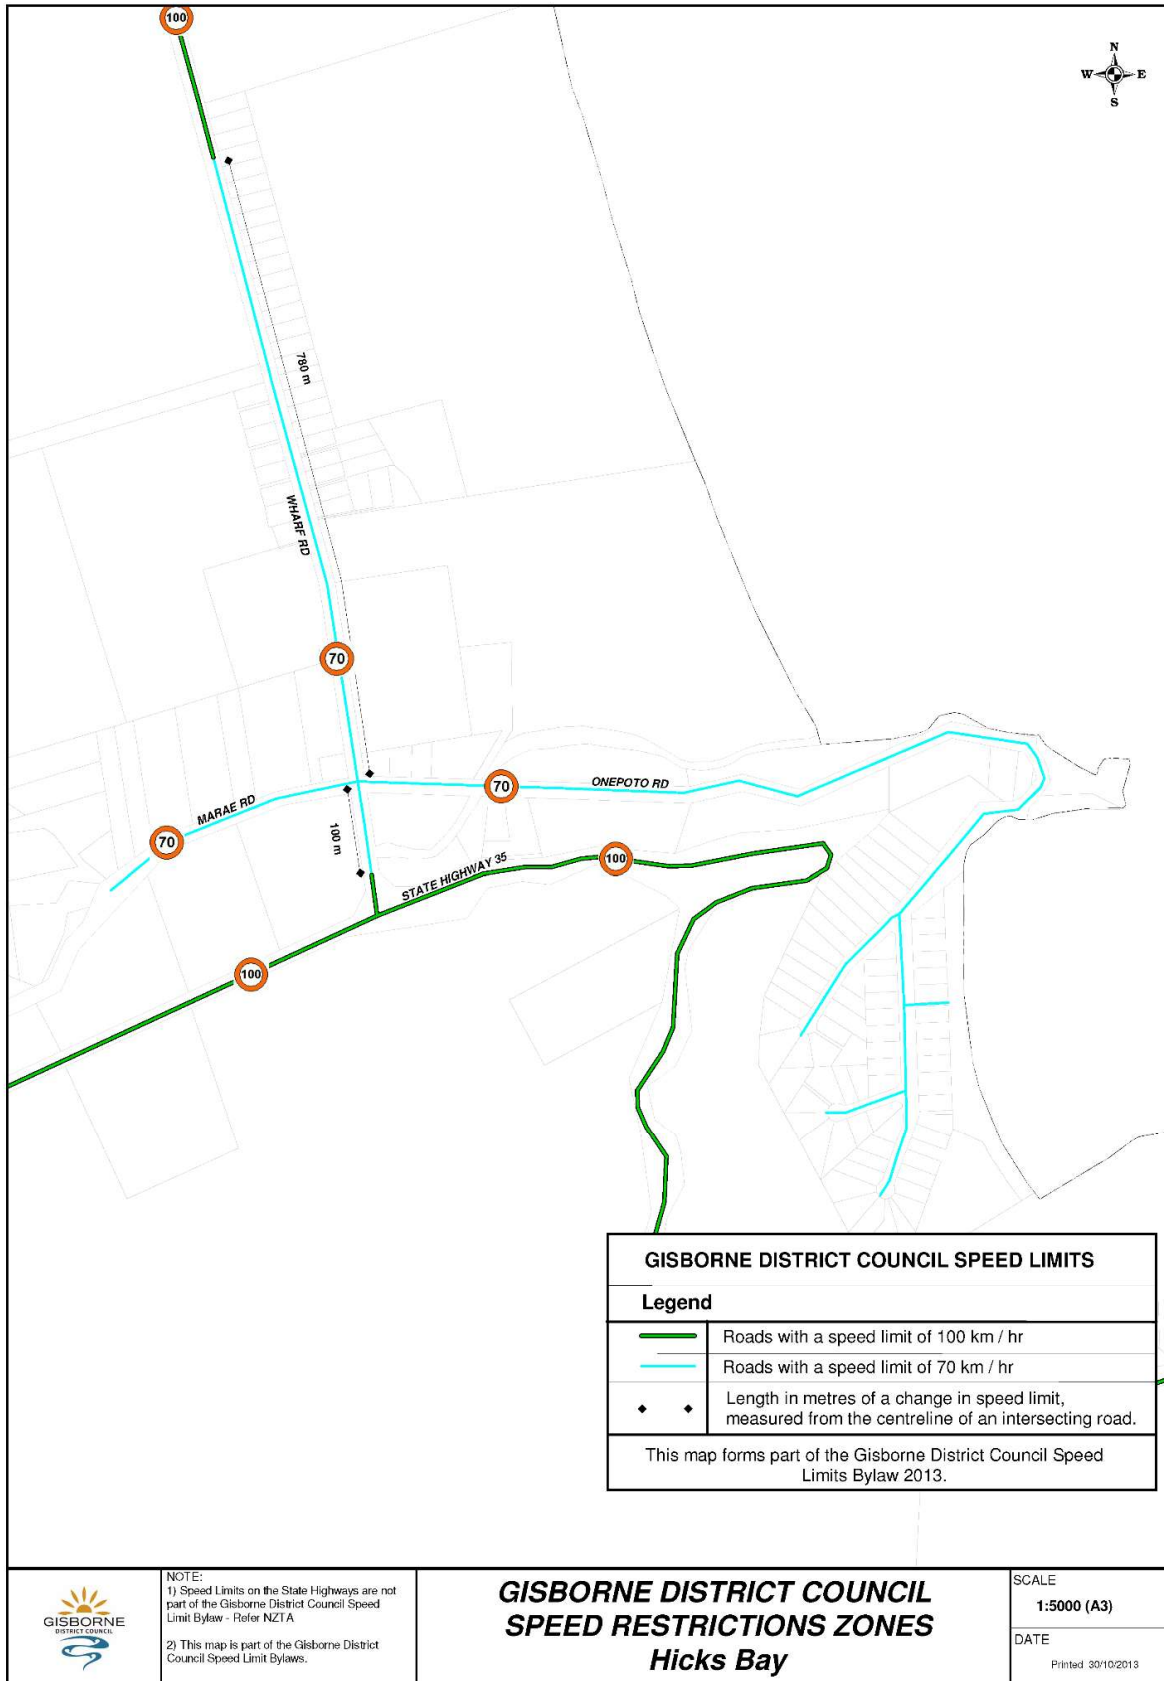 100
N
W E
S
780 m
WHARF RD
70
ONEPOTO RD
70
MARAE RD
70
100 m
STATE HIGHWAY 35
100
100
GISBORNE DISTRICT COUNCIL SPEED LIMITS
Legend
Roads with a speed limit of 100 km / hr
Roads with a speed limit of 70 km / hr
Length in metres of a change in speed limit,
measured from the centreline of an intersecting road.
This map forms part of the Gisborne District Council Speed
Limits Bylaw 2013.
GISBORNE
DISTRICT COUNCIL
NOTE:
1) Speed Limits on the State Highways are not
part of the Gisborne District Council Speed
Limit Bylaw - Refer NZTA
2) This map is part of the Gisborne District
Council Speed Limit Bylaws.
GISBORNE DISTRICT COUNCIL
SPEED RESTRICTIONS ZONES
Hicks Bay
SCALE
1:5000 (A3)
DATE
Printed 30/10/2013